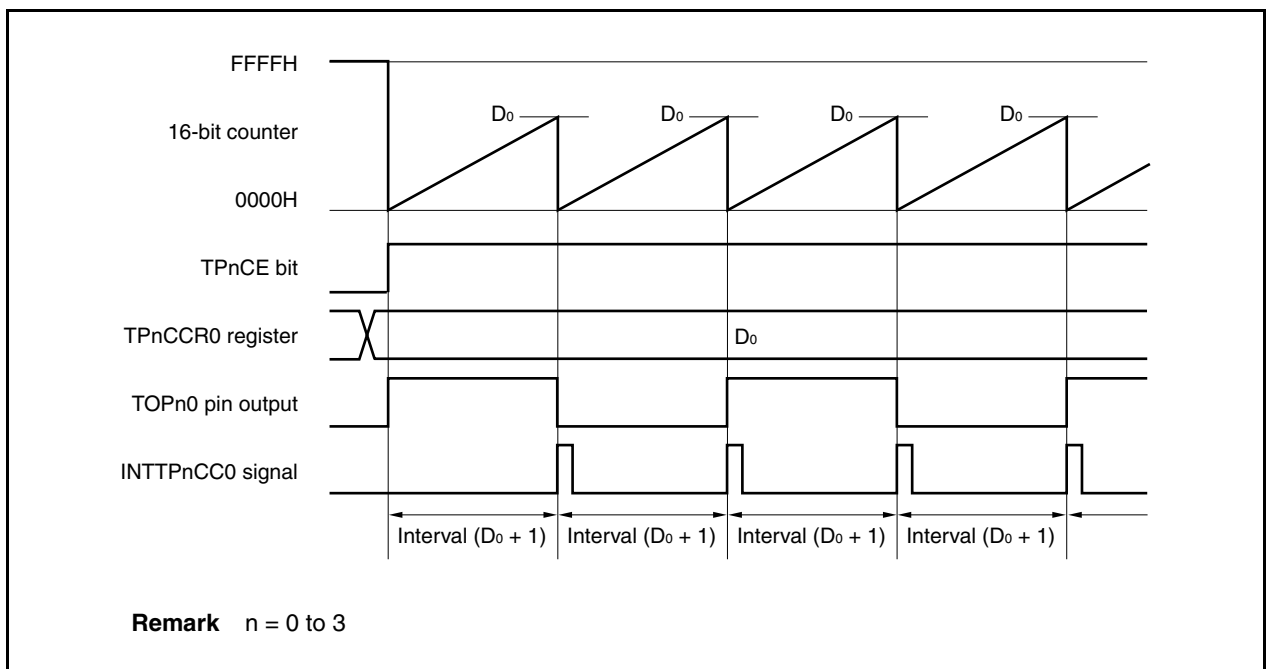 FFFFH
16-bit counter
0000H
D0 D0 D0 D0
TPnCE bit
TPnCCR0 register
D0
TOPn0 pin output
INTTPnCC0 signal
Interval (D0 + 1) Interval (D0 + 1) Interval (D0 + 1) Interval (D0 + 1)
Remark n = 0 to 3